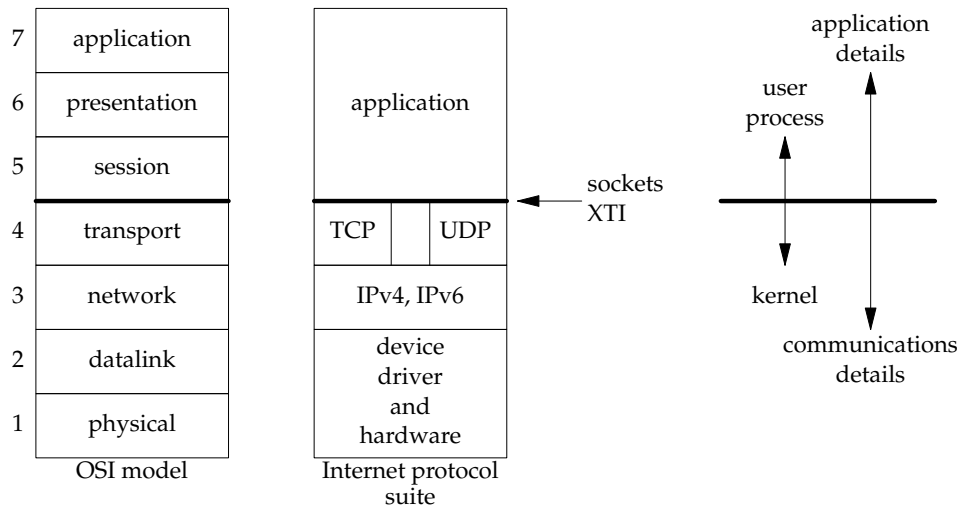 7
application
6
presentation
5
session
4
transport
3
network
2
datalink
1
physical
OSI model
application
TCP
UDP
IPv4, IPv6
device
driver
and
hardware
Internet protocol
suite
sockets
XTI
user
process
kernel
application
details
communications
details